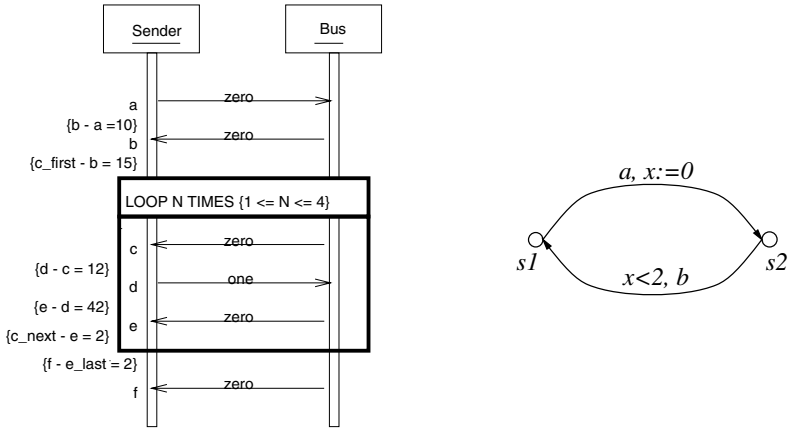 Sender
Bus
a
zero
{b - a =10}
b
zero
{c_first - b = 15}
LOOP N TIMES {1 <= N <= 4}
c
zero
{d - c = 12}
d
one
{e - d = 42}
e
zero
{c_next - e = 2}
{f - e_last = 2}
f
zero
a, x:=0
s1
s2
x<2, b